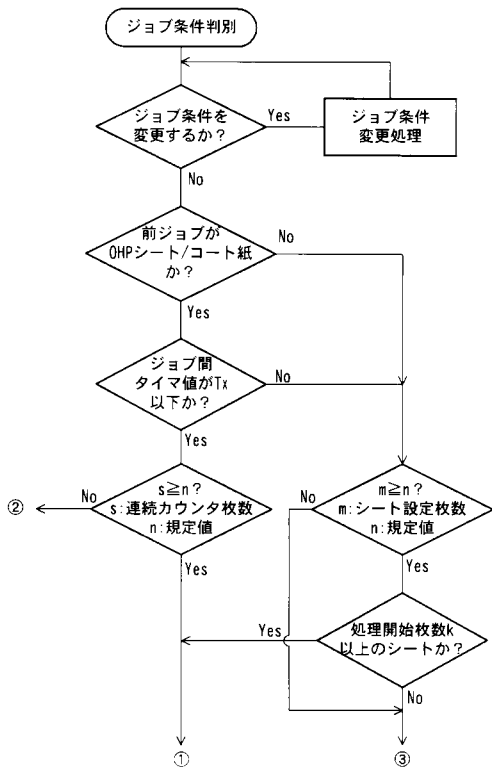 ジョブ条件判別
ジョブ条件を
変更するか?
Yes
ジョブ条件
変更処理
No
前ジョブが
OHPシート/コート紙
か?
No
Yes
ジョブ間
タイマ値がTx
以下か?
No
Yes
s≧n?
s:連続カウンタ枚数
n:規定値
No
②
Yes
m≧n?
m:シート設定枚数
n:規定値
No
Yes
処理開始枚数k
以上のシートか?
Yes
No
①
③